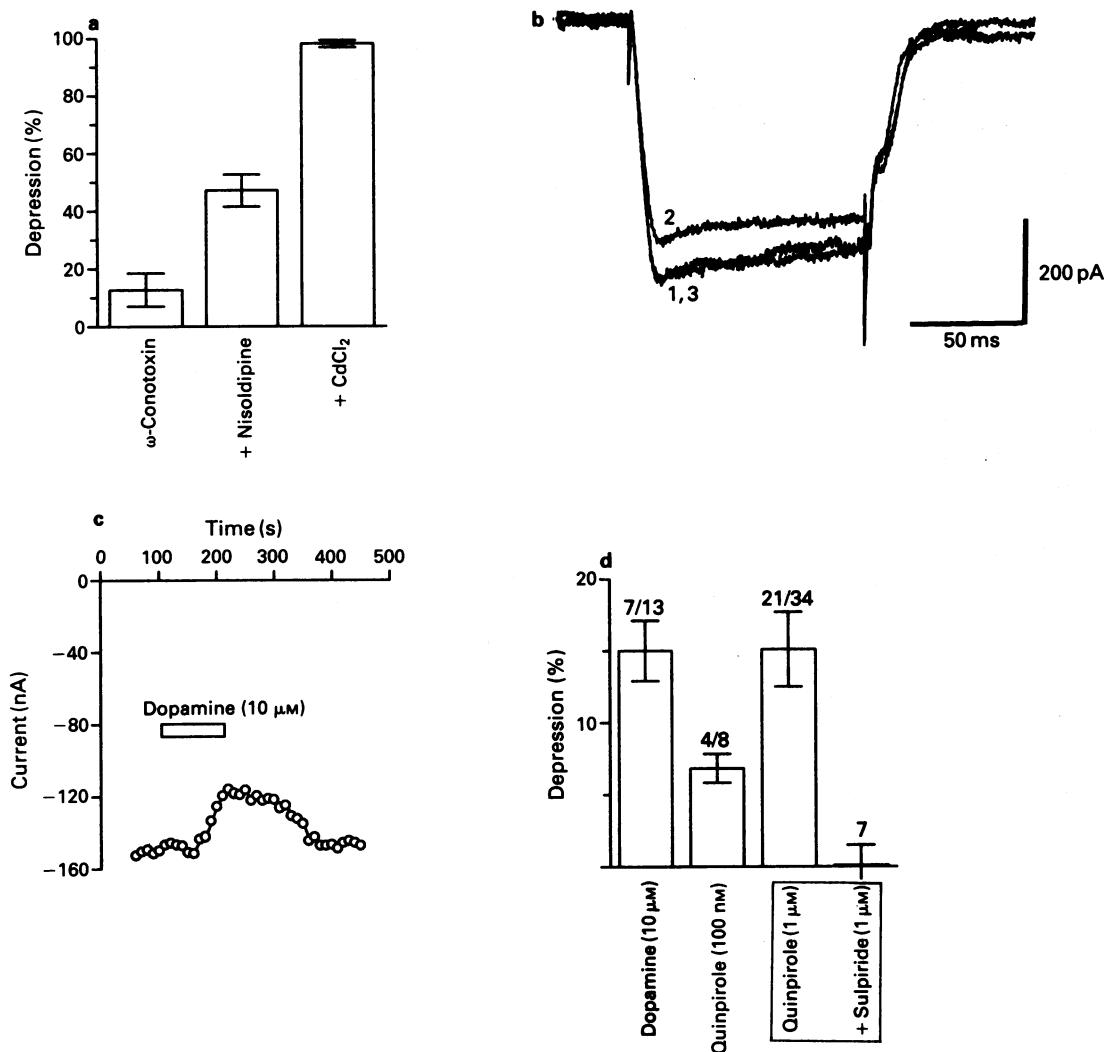 a
100
80
60
40
20
0
Depression (%)
ω-Conotoxin
+ Nisoldipine
+ CdCl₂
b
2
1, 3
200 pA
50 ms
c
Time (s)
0 100 200 300 400 500
0
−40
−80
−120
−160
Current (nA)
Dopamine (10 μM)
d
20
10
Depression (%)
7/13
4/8
21/34
7
Dopamine (10 μM)
Quinpirole (100 nM)
Quinpirole (1 μM)
+ Sulpiride (1 μM)